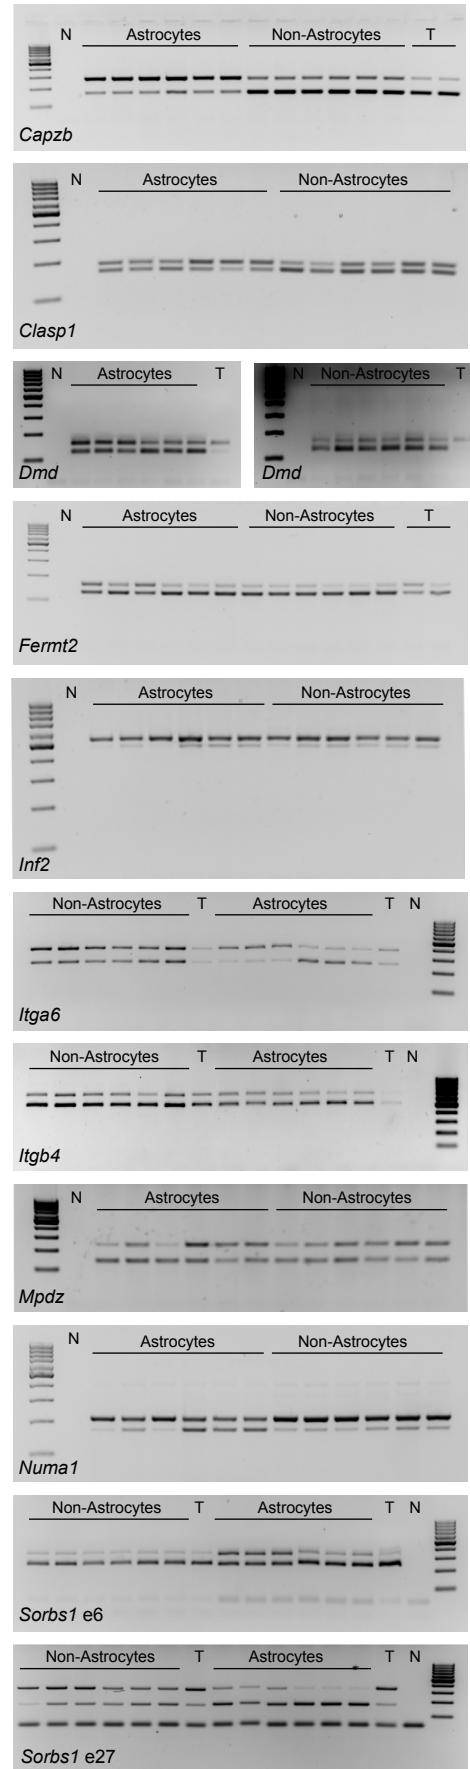 N Astrocytes Non-Astrocytes T
Capzb
N Astrocytes Non-Astrocytes
Clasp1
N Astrocytes T N Non-Astrocytes T
Dmd Dmd
N Astrocytes Non-Astrocytes T
Fermt2
N Astrocytes Non-Astrocytes
Inf2
Non-Astrocytes T Astrocytes T N
Itga6
Non-Astrocytes T Astrocytes T N
Itgb4
N Astrocytes Non-Astrocytes
Mpdz
N Astrocytes Non-Astrocytes
Numa1
Non-Astrocytes T Astrocytes T N
Sorbs1 e6
Non-Astrocytes T Astrocytes T N
Sorbs1 e27